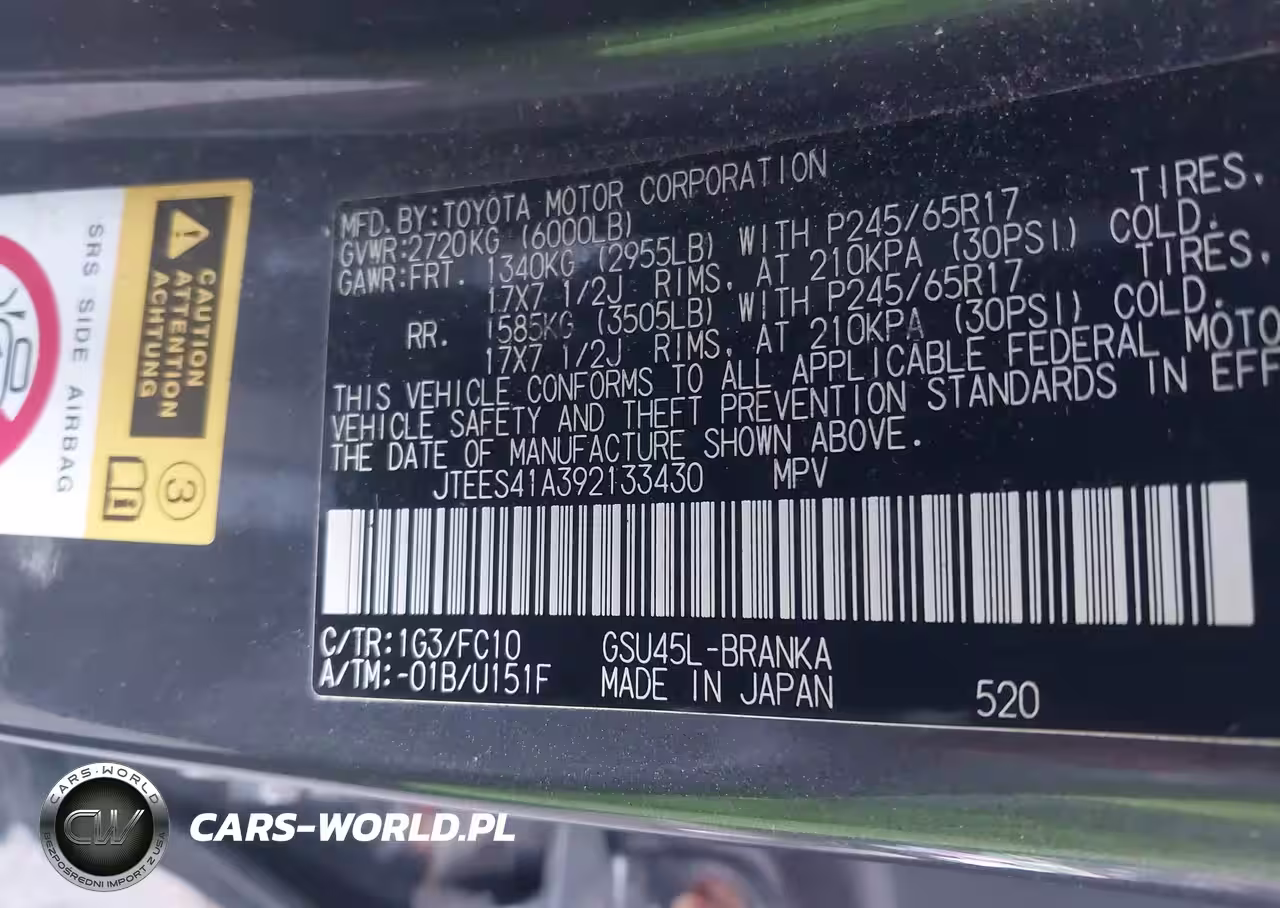 MFD. BY:TOYOTA MOTOR CORPORATION
GVWR:2720KG (6000LB)
GAWR:FRT. 1340KG (2955LB) WITH P245/65R17 TIRES,
17X7 1/2J RIMS, AT 210KPA (30PSI) COLD.
RR. 1585KG (3505LB) WITH P245/65R17 TIRES,
17X7 1/2J RIMS, AT 210KPA (30PSI) COLD.
THIS VEHICLE CONFORMS TO ALL APPLICABLE FEDERAL MOTO
VEHICLE SAFETY AND THEFT PREVENTION STANDARDS IN EFF
THE DATE OF MANUFACTURE SHOWN ABOVE.
JTEES41A392133430 MPV
C/TR:1G3/FC10 GSU45L-BRANKA
A/TM:-01B/U151F MADE IN JAPAN 520
CAUTION
ATTENTION
ACHTUNG
3
SRS SIDE AIRBAG
CARS-WORLD
CW
BEZPOŚREDNI IMPORT Z USA
CARS-WORLD.PL